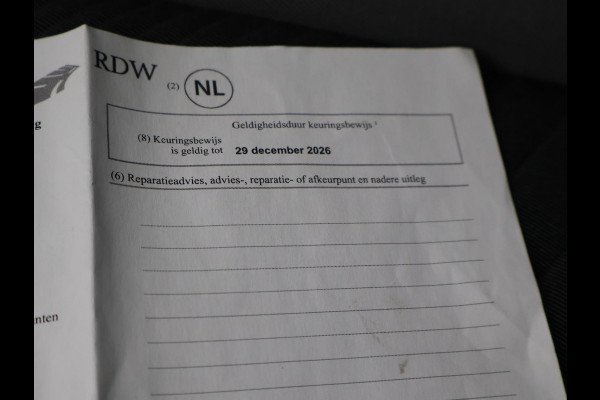 RDW
(2) NL
Geldigheidsduur keuringsbewijs
(8) Keuringsbewijs
is geldig tot 29 december 2026
(6) Reparatieadvies, advies-, reparatie- of afkeurpunt en nadere uitleg